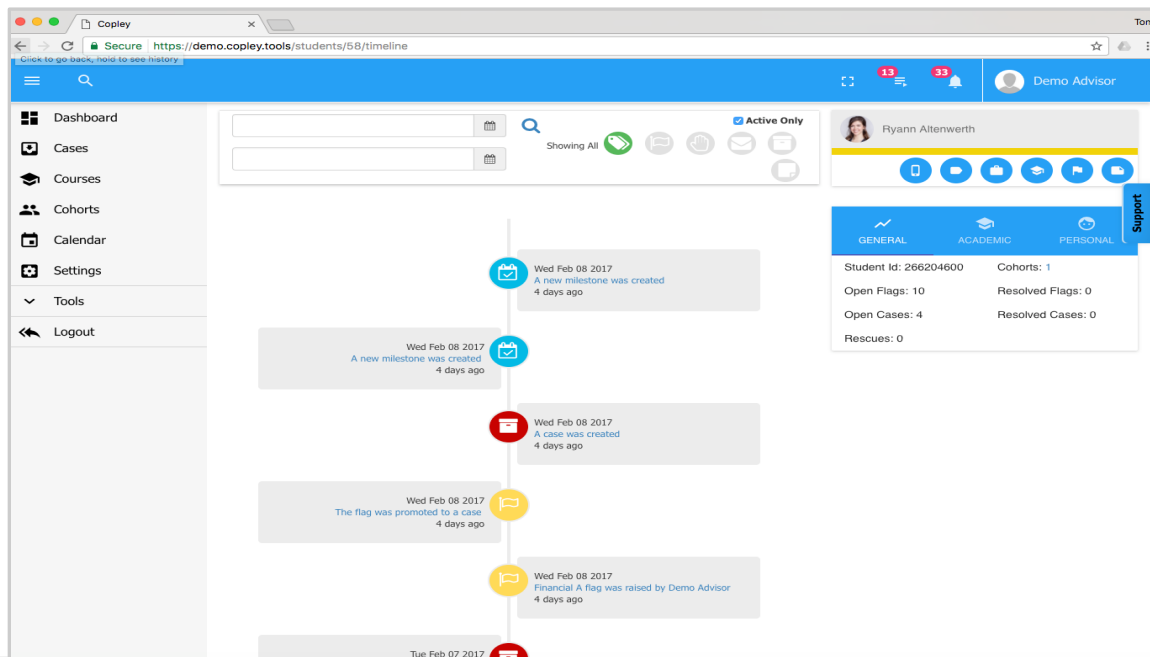 Copley
Ton
Secure https://demo.copley.tools/students/58/timeline
Click to go back, hold to see history
13
33
Demo Advisor
Dashboard
Cases
Courses
Cohorts
Calendar
Settings
Tools
Logout
Active Only
Showing All
Wed Feb 08 2017
A new milestone was created
4 days ago
Wed Feb 08 2017
A new milestone was created
4 days ago
Wed Feb 08 2017
A case was created
4 days ago
Wed Feb 08 2017
The flag was promoted to a case
4 days ago
Wed Feb 08 2017
Financial A flag was raised by Demo Advisor
4 days ago
Tue Feb 07 2017
Ryann Altenwerth
Support
GENERAL ACADEMIC PERSONAL
Student Id: 266204600 Cohorts: 1
Open Flags: 10 Resolved Flags: 0
Open Cases: 4 Resolved Cases: 0
Rescues: 0